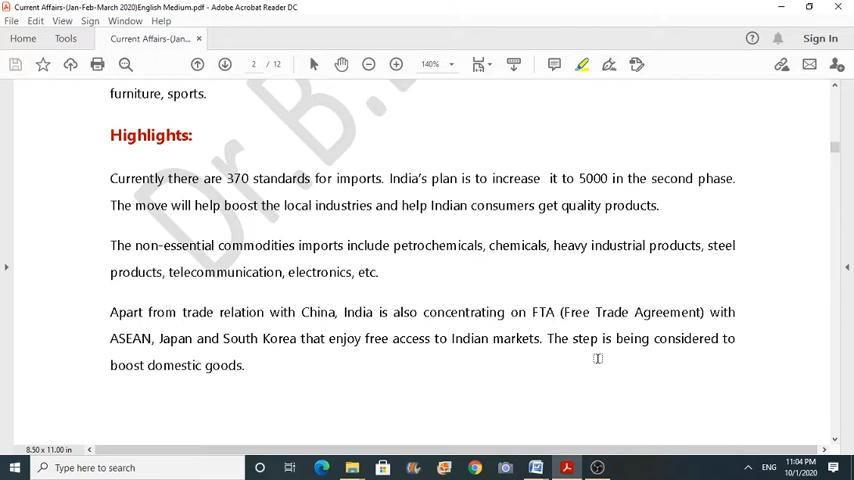 Current Affairs-(Jan-Feb-March 2020)English Medium.pdf - Adobe Acrobat Reader DC
File Edit View Sign Window Help
Home Tools Current Affairs-(Jan-... × Sign In
2 / 12 140%
furniture, sports.
Highlights:
Currently there are 370 standards for imports. India's plan is to increase it to 5000 in the second phase.
The move will help boost the local industries and help Indian consumers get quality products.
The non-essential commodities imports include petrochemicals, chemicals, heavy industrial products, steel
products, telecommunication, electronics, etc.
Apart from trade relation with China, India is also concentrating on FTA (Free Trade Agreement) with
ASEAN, Japan and South Korea that enjoy free access to Indian markets. The step is being considered to
boost domestic goods.
Dr.B.
8.50 x 11.00 in
Type here to search
ENG
11:04 PM
10/1/2020